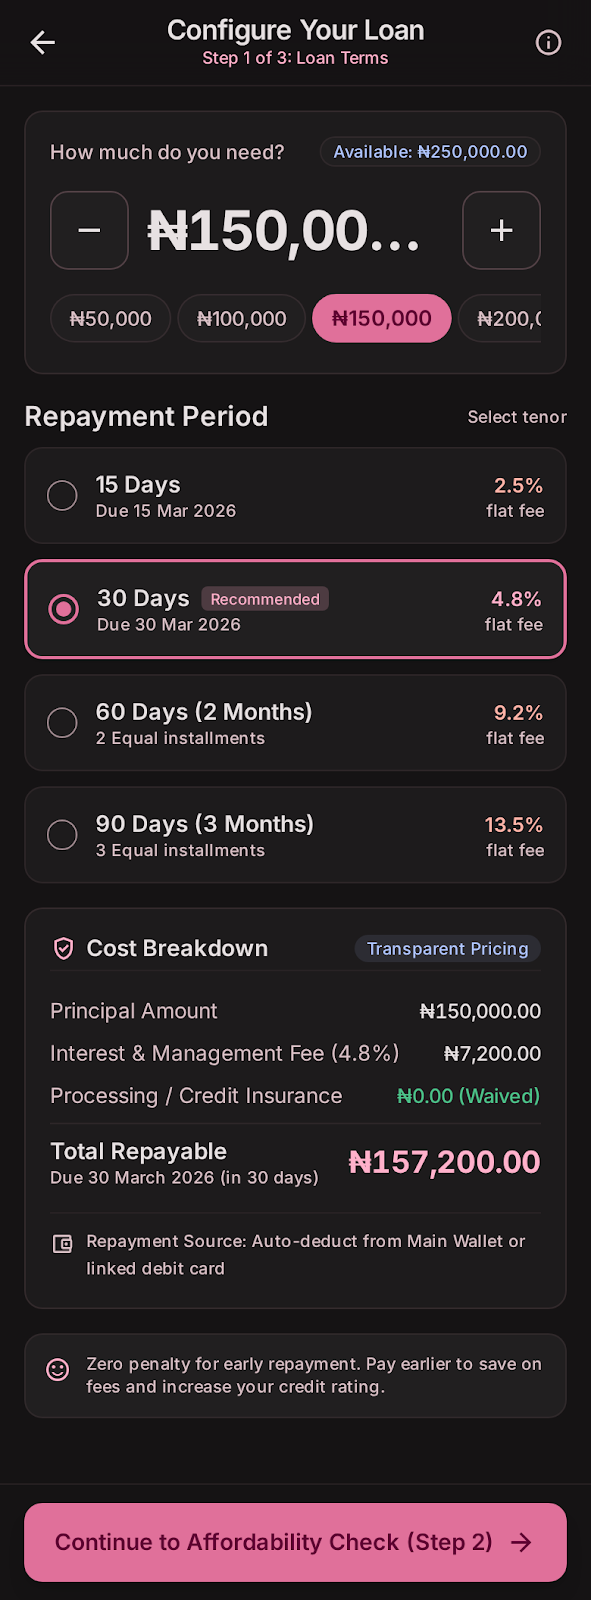 Configure Your Loan
Step 1 of 3: Loan Terms
How much do you need?
Available: ₦250,000.00
₦150,00...
₦50,000
₦100,000
₦150,000
₦200,0
Repayment Period
Select tenor
15 Days
2.5%
Due 15 Mar 2026
flat fee
30 Days
Recommended
4.8%
Due 30 Mar 2026
flat fee
60 Days (2 Months)
9.2%
2 Equal installments
flat fee
90 Days (3 Months)
13.5%
3 Equal installments
flat fee
Cost Breakdown
Transparent Pricing
Principal Amount
₦150,000.00
Interest & Management Fee (4.8%)
₦7,200.00
Processing / Credit Insurance
₦0.00 (Waived)
Total Repayable
Due 30 March 2026 (in 30 days)
₦157,200.00
Repayment Source: Auto-deduct from Main Wallet or
linked debit card
Zero penalty for early repayment. Pay earlier to save on
fees and increase your credit rating.
Continue to Affordability Check (Step 2)